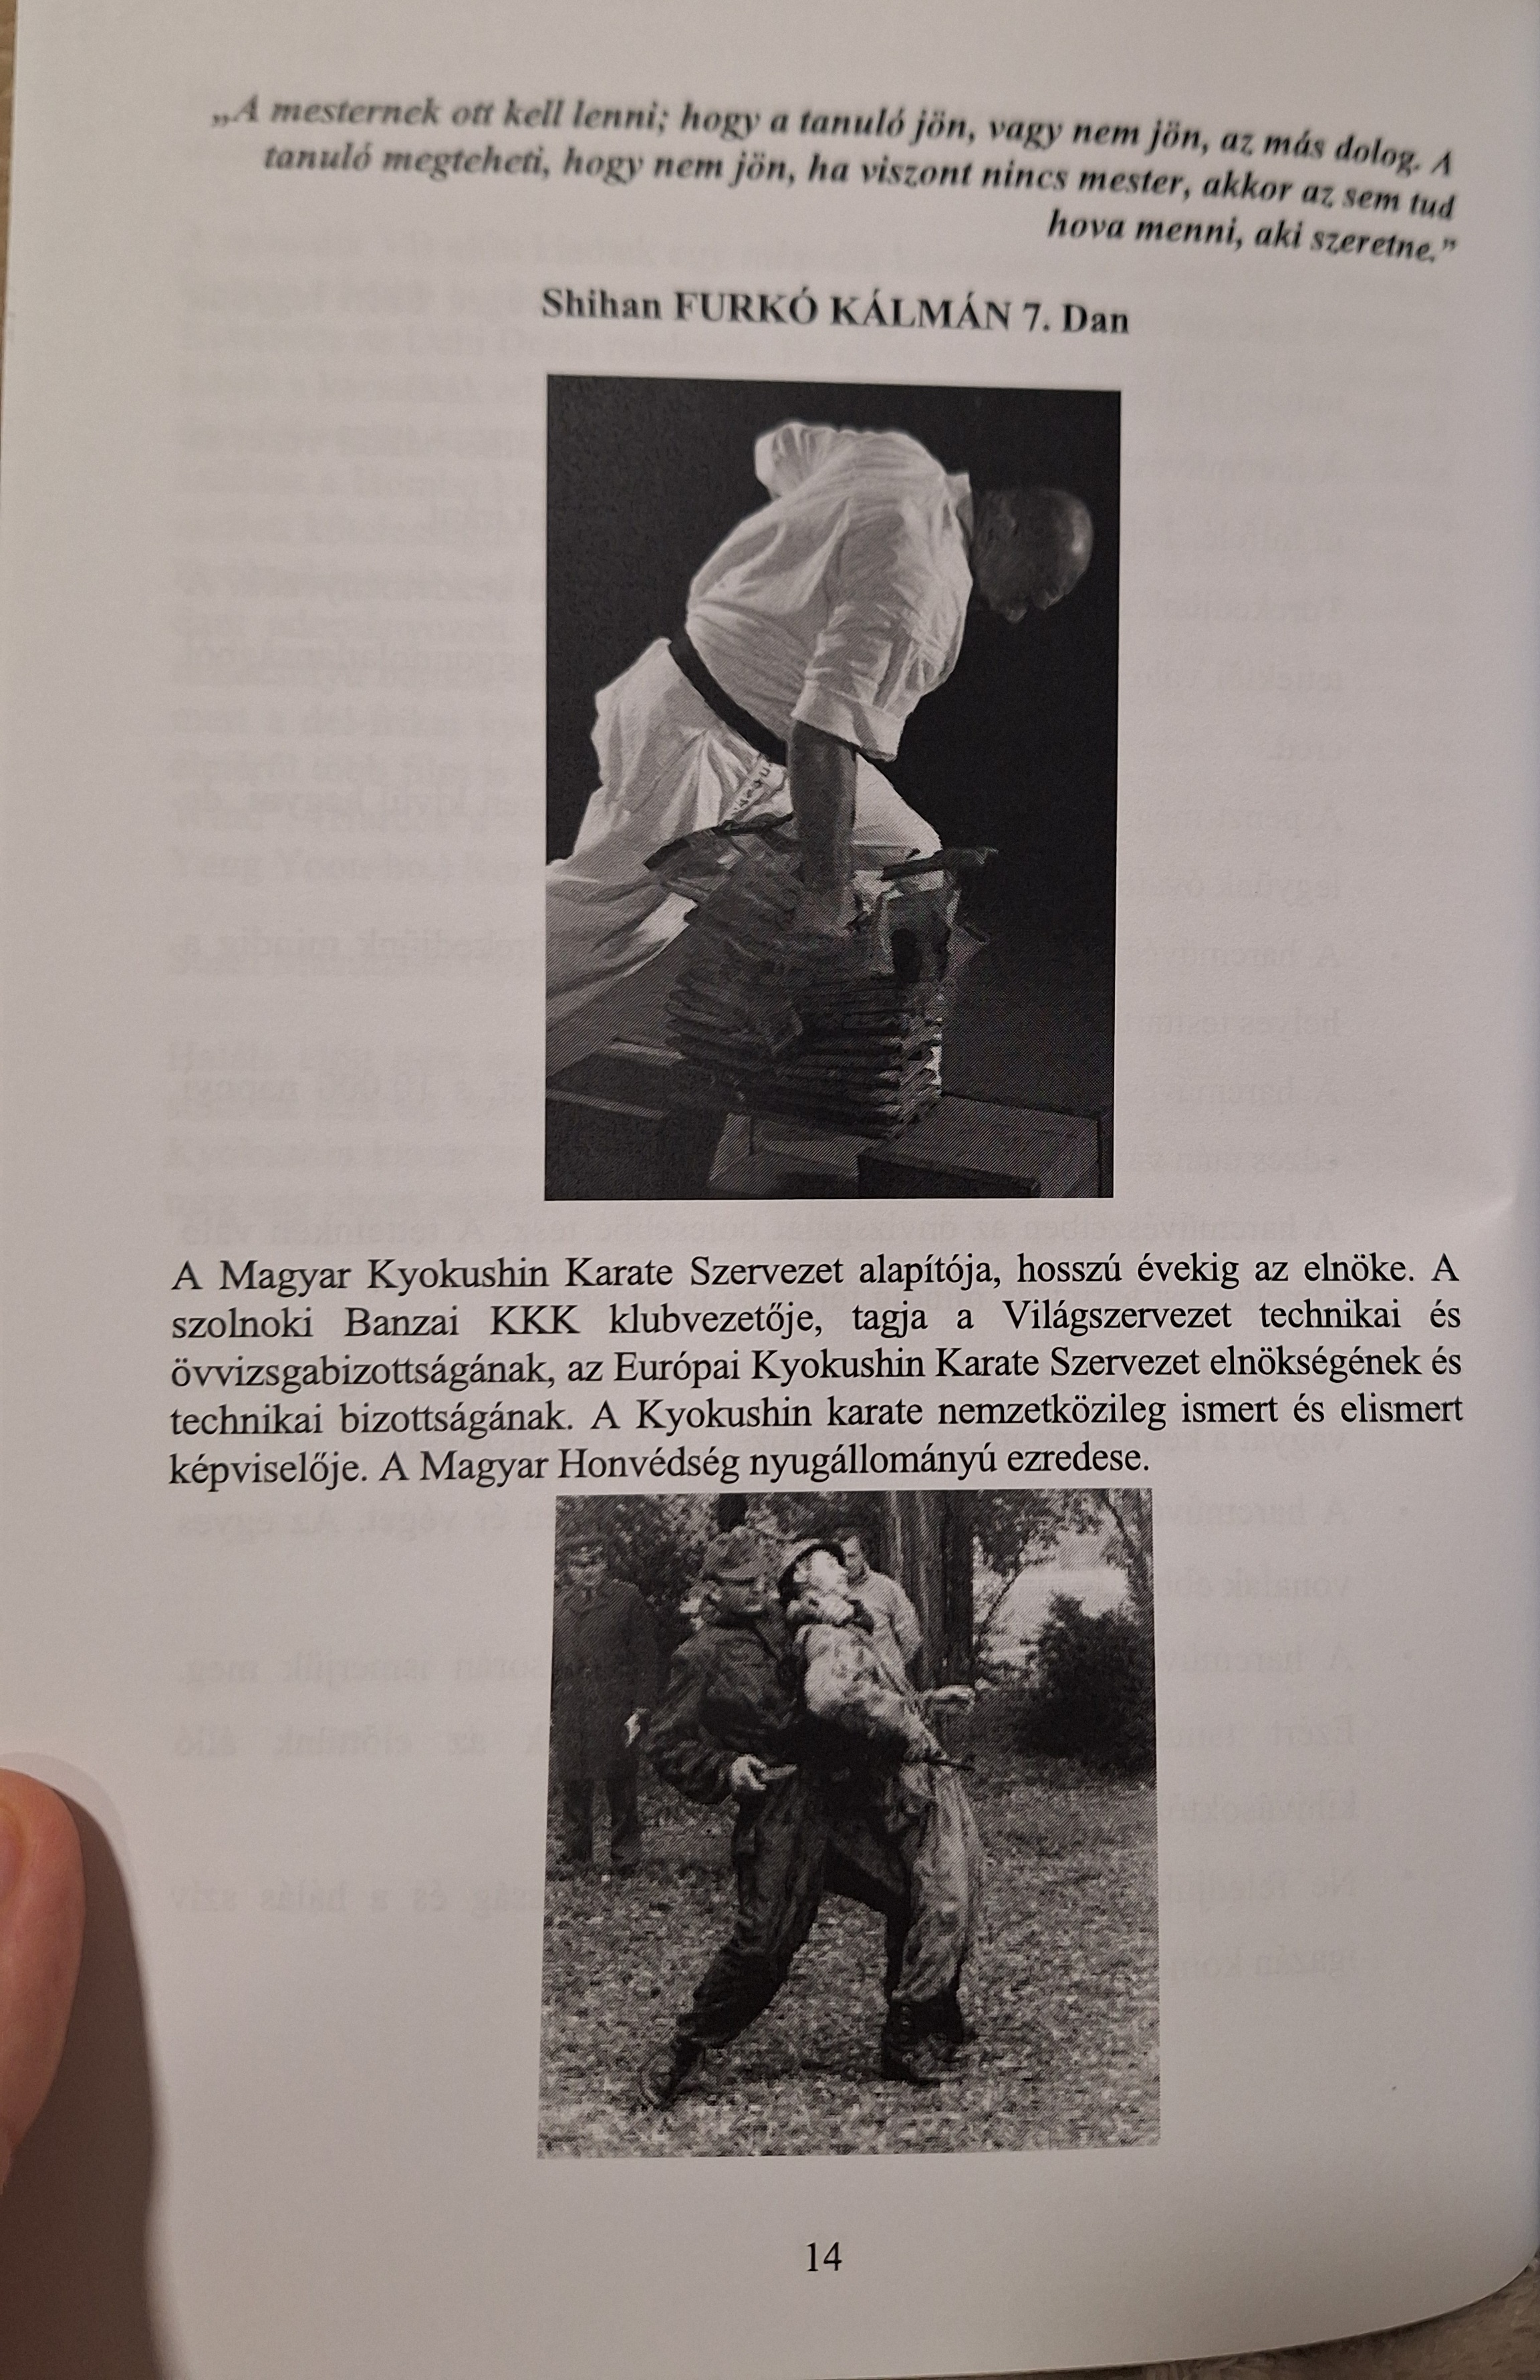 „A mesternek ott kell lenni; hogy a tanuló jön, vagy nem jön, az más dolog. A
tanuló megteheti, hogy nem jön, ha viszont nincs mester, akkor az sem tud
hova menni, aki szeretne.”
Shihan FURKÓ KÁLMÁN 7. Dan
A Magyar Kyokushin Karate Szervezet alapítója, hosszú évekig az elnöke. A
szolnoki Banzai KKK klubvezetője, tagja a Világszervezet technikai és
övvizsgabizottságának, az Európai Kyokushin Karate Szervezet elnökségének és
technikai bizottságának. A Kyokushin karate nemzetközileg ismert és elismert
képviselője. A Magyar Honvédség nyugállományú ezredese.
14